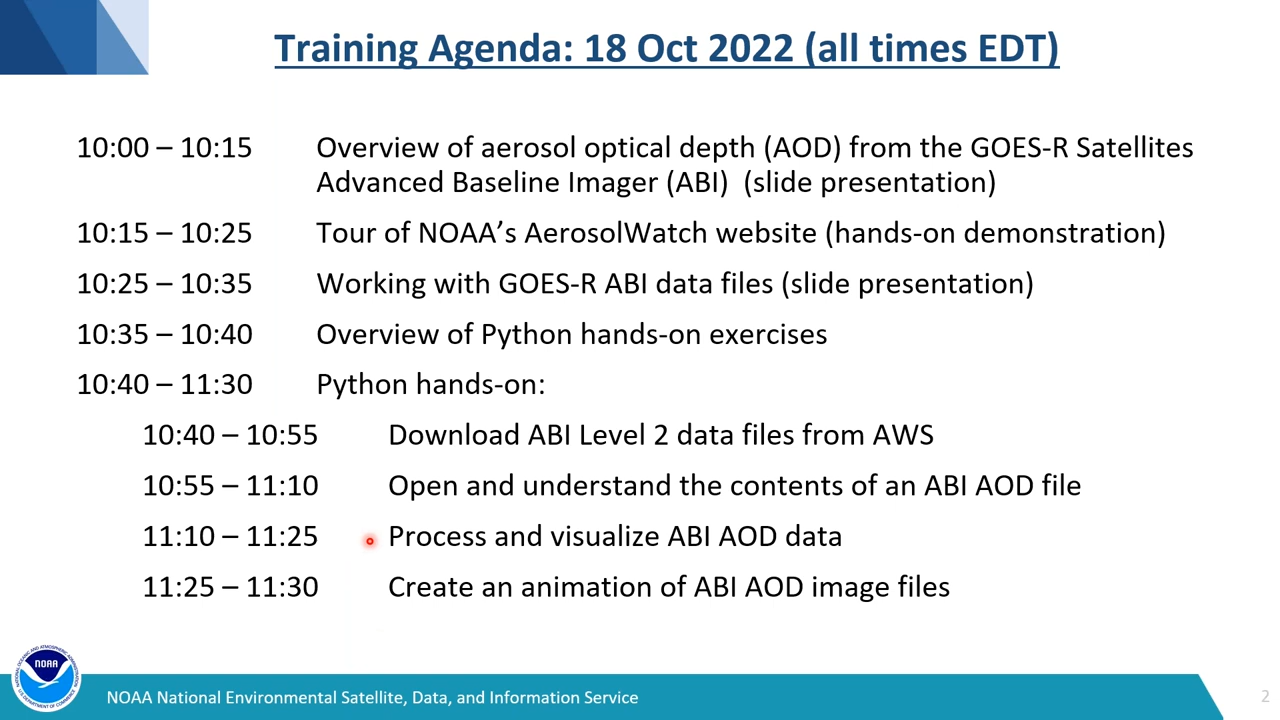 Training Agenda: 18 Oct 2022 (all times EDT)
10:00 – 10:15 Overview of aerosol optical depth (AOD) from the GOES-R Satellites
Advanced Baseline Imager (ABI) (slide presentation)
10:15 – 10:25 Tour of NOAA’s AerosolWatch website (hands-on demonstration)
10:25 – 10:35 Working with GOES-R ABI data files (slide presentation)
10:35 – 10:40 Overview of Python hands-on exercises
10:40 – 11:30 Python hands-on:
10:40 – 10:55 Download ABI Level 2 data files from AWS
10:55 – 11:10 Open and understand the contents of an ABI AOD file
11:10 – 11:25 Process and visualize ABI AOD data
11:25 – 11:30 Create an animation of ABI AOD image files
NOAA
NOAA National Environmental Satellite, Data, and Information Service
2